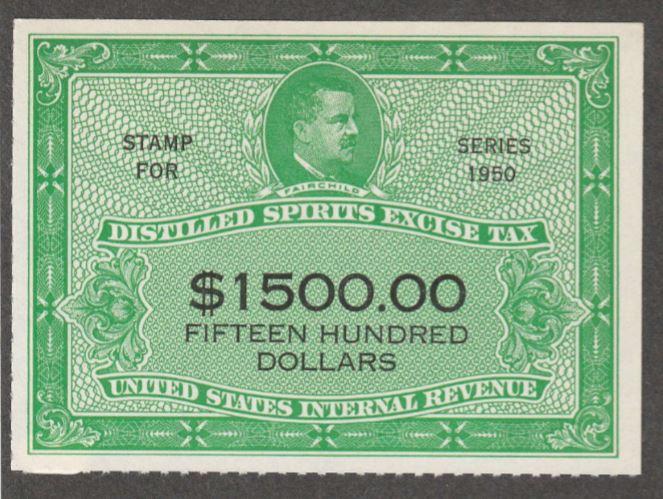 STAMP
FOR
SERIES
1950
FAIRCHILD
DISTILLED SPIRITS EXCISE TAX
$1500.00
FIFTEEN HUNDRED
DOLLARS
UNITED STATES INTERNAL REVENUE